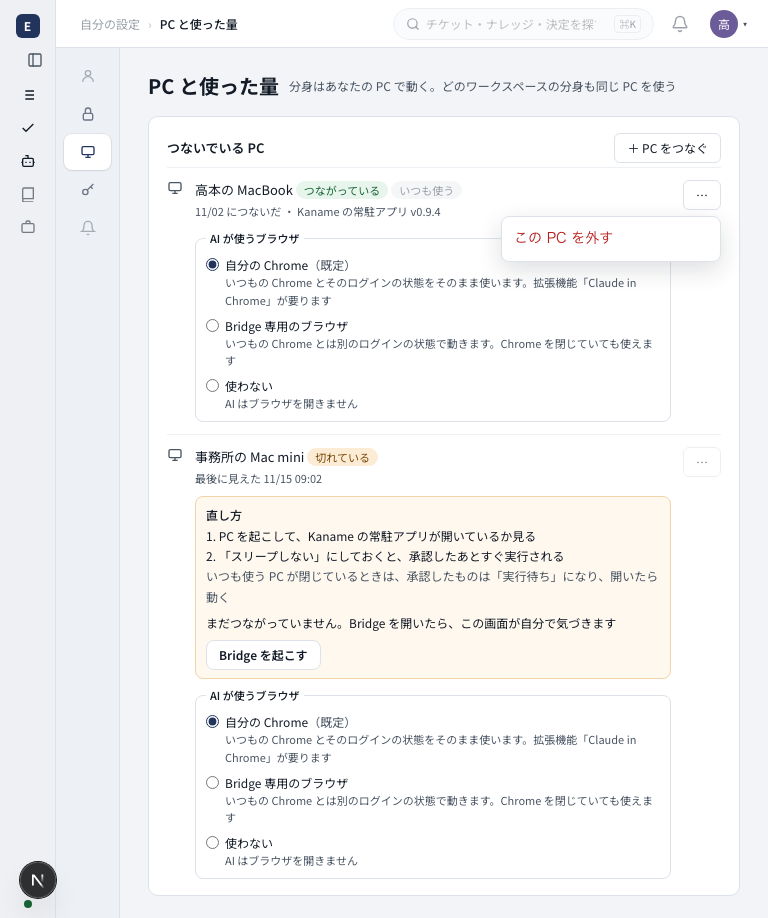 E
自分の設定 › PC と使った量
チケット・ナレッジ・決定を探
⌘K
高
PC と使った量
分身はあなたの PC で動く。どのワークスペースの分身も同じ PC を使う
つないでいる PC
＋ PC をつなぐ
高本の MacBook つながっている いつも使う
…
11/02 につないだ ・ Kaname の常駐アプリ v0.9.4
この PC を外す
AI が使うブラウザ
自分の Chrome（既定）
いつもの Chrome とそのログインの状態をそのまま使います。拡張機能「Claude in
Chrome」が要ります
Bridge 専用のブラウザ
いつもの Chrome とは別のログインの状態で動きます。Chrome を閉じていても使えま
す
使わない
AI はブラウザを開きません
事務所の Mac mini 切れている
…
最後に見えた 11/15 09:02
直し方
1. PC を起こして、Kaname の常駐アプリが開いているか見る
2. 「スリープしない」にしておくと、承認したあとすぐ実行される
いつも使う PC が閉じているときは、承認したものは「実行待ち」になり、開いたら
動く
まだつながっていません。Bridge を開いたら、この画面が自分で気づきます
Bridge を起こす
AI が使うブラウザ
自分の Chrome（既定）
いつもの Chrome とそのログインの状態をそのまま使います。拡張機能「Claude in
Chrome」が要ります
Bridge 専用のブラウザ
いつもの Chrome とは別のログインの状態で動きます。Chrome を閉じていても使えま
す
使わない
AI はブラウザを開きません
N